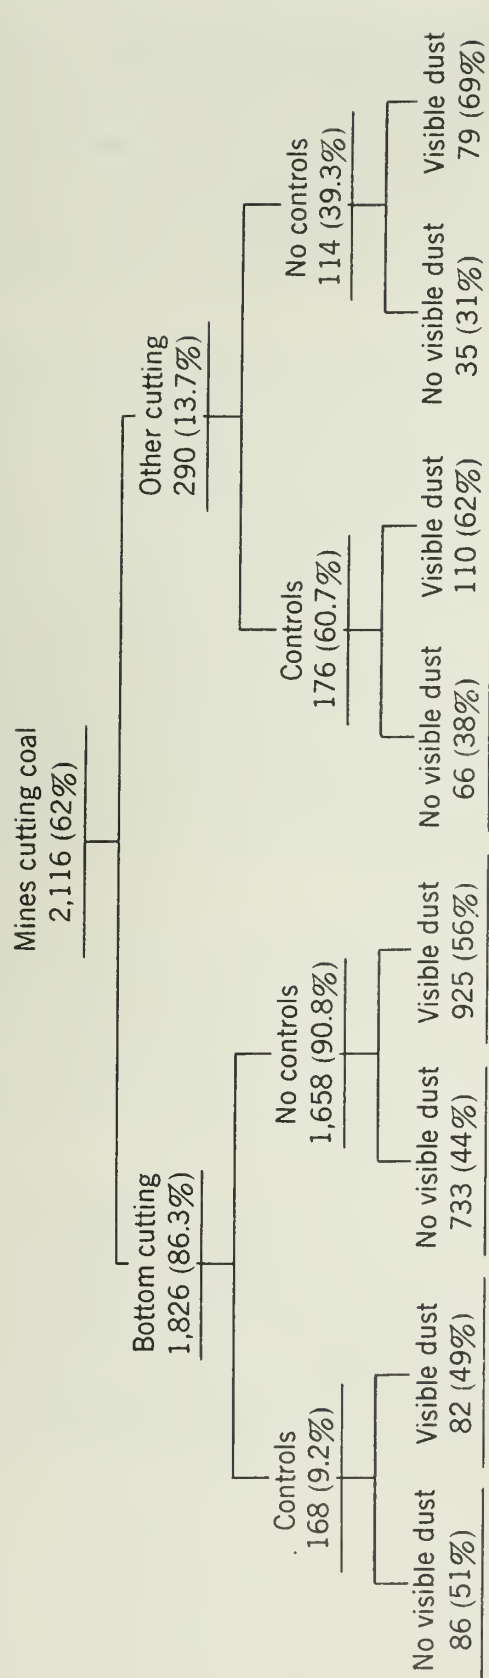 Mines cutting coal
2,116 (62%)
Bottom cutting
1,826 (86.3%)
Other cutting
290 (13.7%)
Controls
168 (9.2%)
No controls
1,658 (90.8%)
Controls
176 (60.7%)
No controls
114 (39.3%)
No visible dust
86 (51%)
Visible dust
82 (49%)
No visible dust
733 (44%)
Visible dust
925 (56%)
No visible dust
66 (38%)
Visible dust
110 (62%)
No visible dust
35 (31%)
Visible dust
79 (69%)